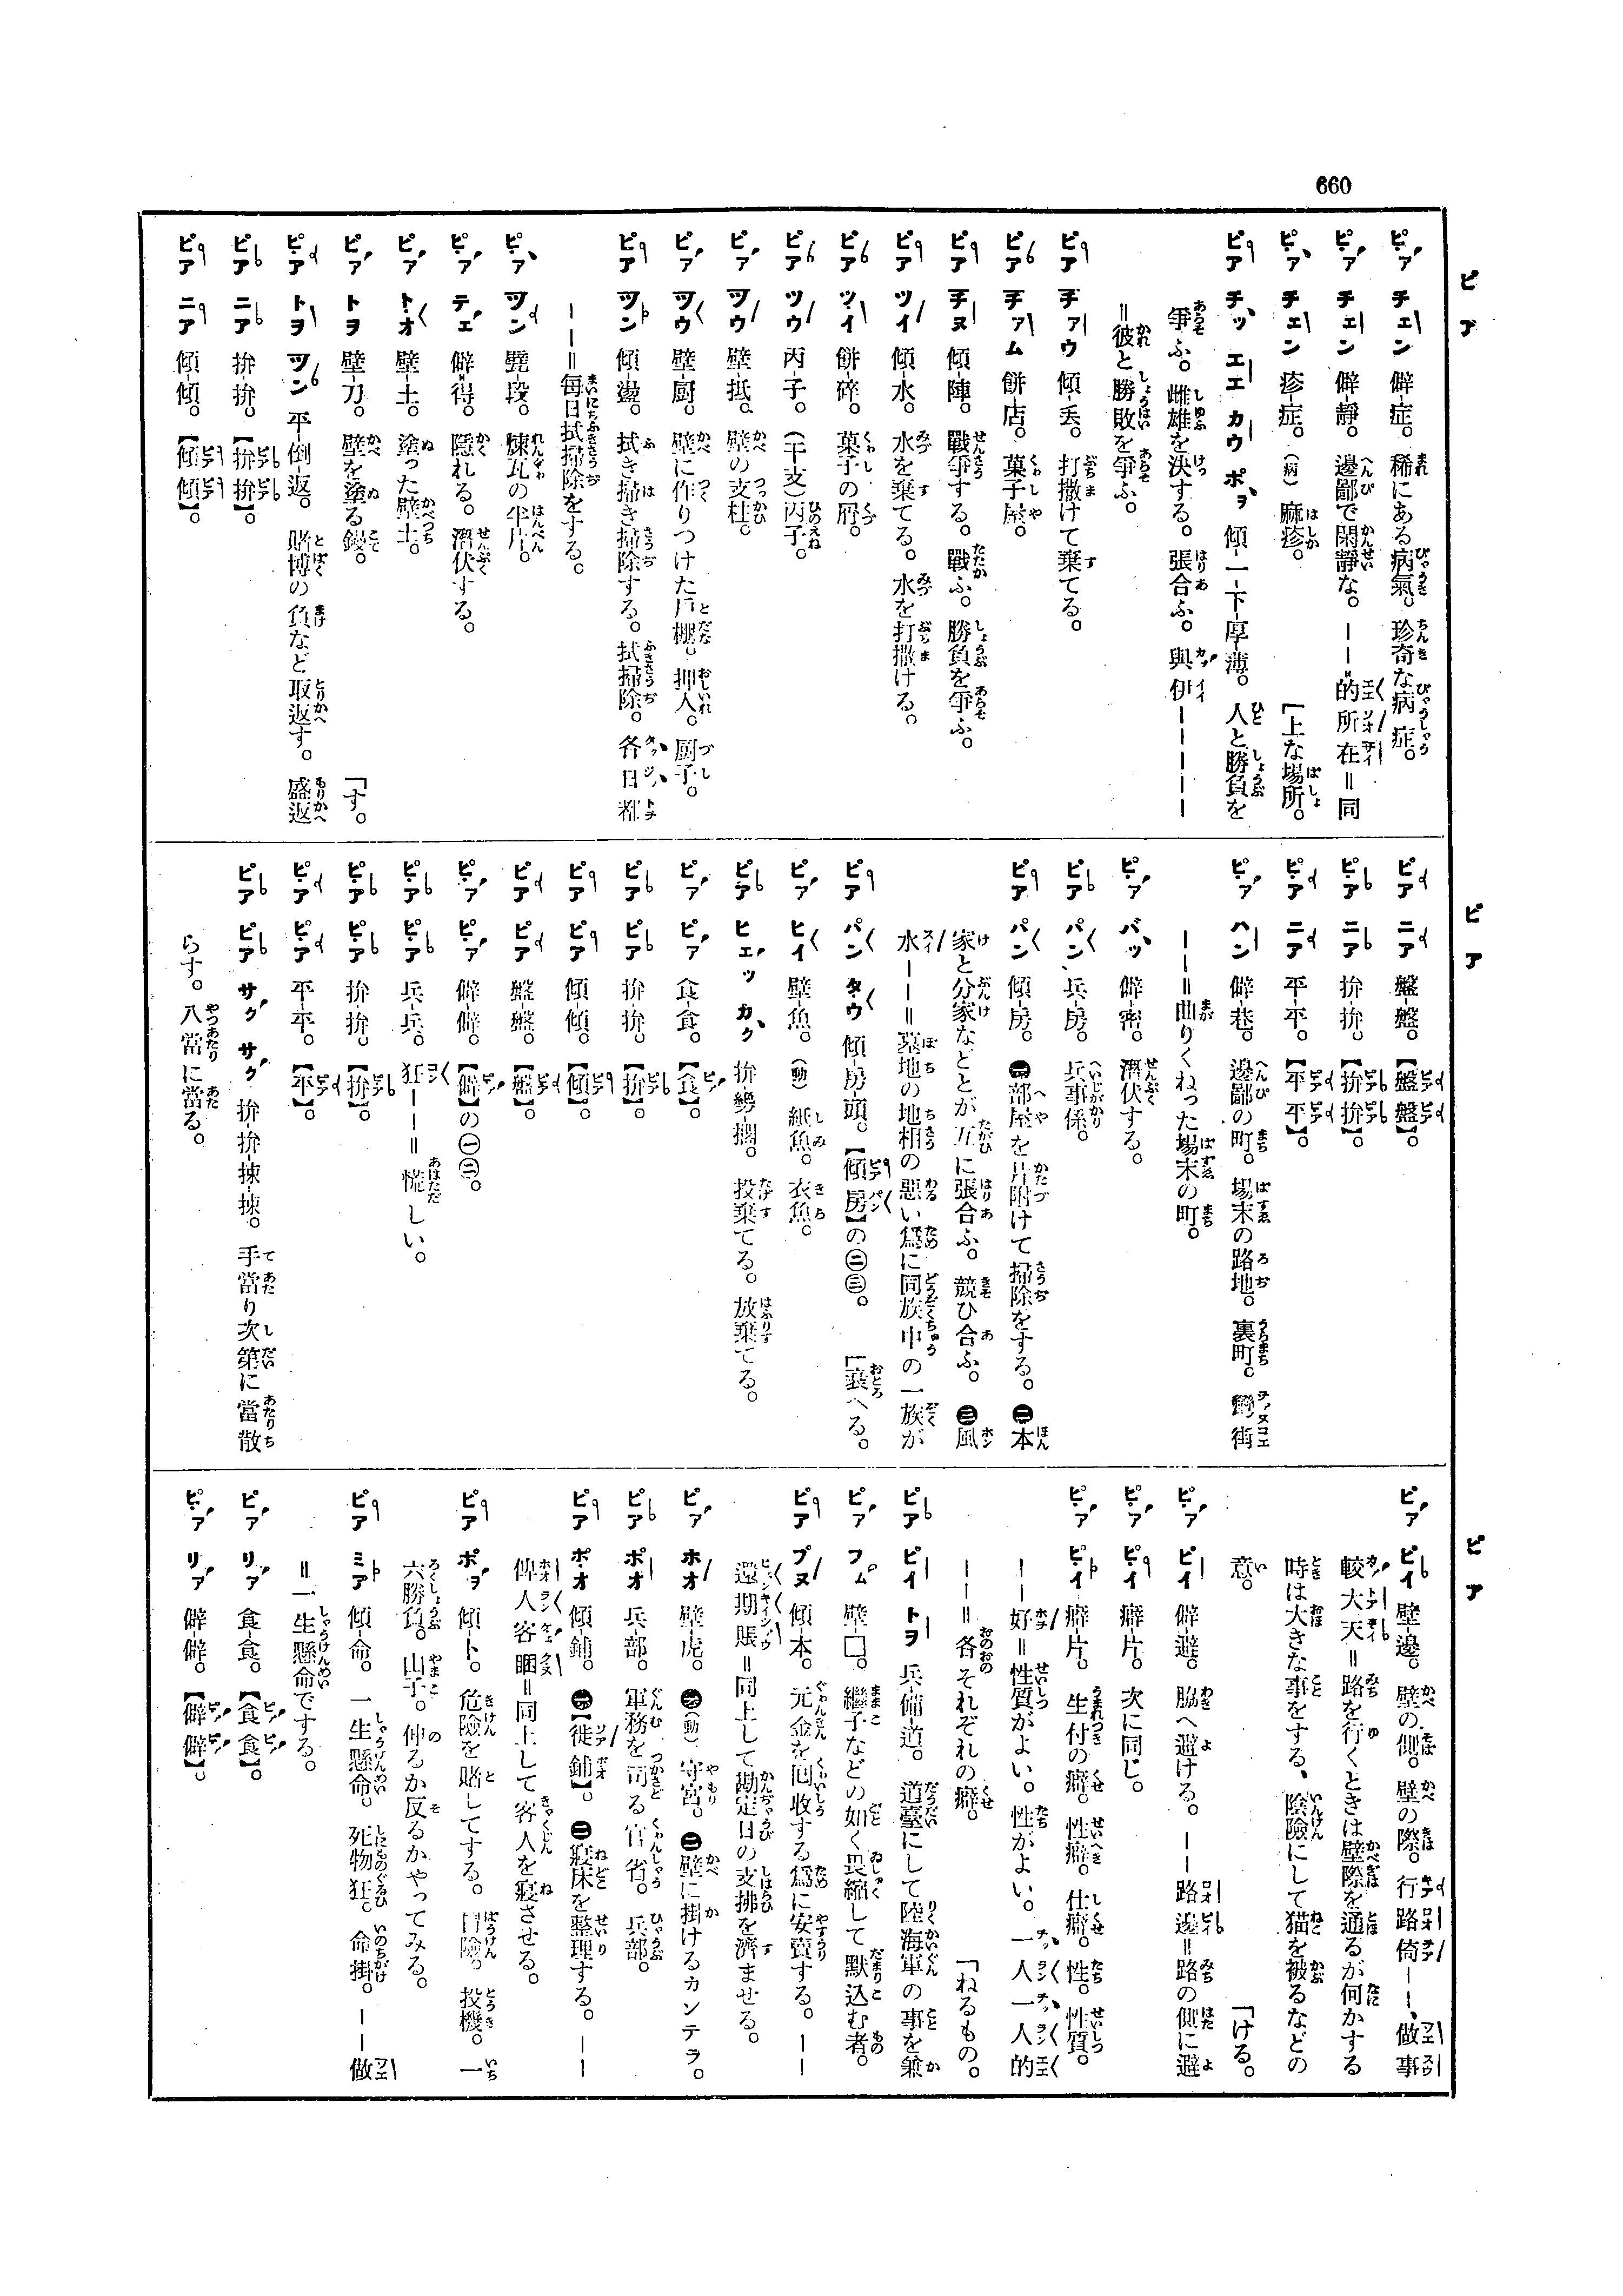 660
ピア
ピア チェン 僻-症。稀にある病氣。珍奇な病症。
ピア チェン 僻-靜。邊鄙で閑靜な。——的所在＝同
ピア チェン 疹-症。（病）麻疹。 「上な場所。
ピア チッ エエ カウ ポヲ 傾-一-下-厚-薄。人と勝負を
爭ふ。雌雄を決する。張合ふ。與伊—————
＝彼と勝敗を爭ふ。
ピア ヂァウ 傾-丢。打撒けて棄てる。
ピア テァム 餅-店。菓子屋。
ピア チヌ 傾-陣。戰爭する。戰ふ。勝負を爭ふ。
ピア ツイ 傾-水。水を棄てる。水を打撒ける。
ピア ツイ 餅-碎。菓子の屑。
ピア ツウ 丙-子。（干支）丙子。
ピア ツウ 壁-抵。壁の支柱。
ピア ツウ 壁-厨。壁に作りつけた戸棚。押入。厨子。
ピア ツン 傾-盪。拭き掃き掃除する。拭掃除。各日都
———＝每日拭掃除をする。
ピア ツン 甓-段。煉瓦の半片。
ピア テェ 僻-得。隱れる。潛伏する。
ピア トオ 壁-土。塗った壁土。
ピア トヲ 壁-刀。壁を塗る鏝。 「す。
ピア トヲ ツン 平-倒-返。賭博の負など取返す。盛返
ピア ニア 拚-拚。【拚拚】。
ピア ニア 傾-傾。【傾傾】。
ピア
ピア ニア 盤-盤。【盤盤】。
ピア ニア 拚-拚。【拚拚】。
ピア ニア 平-平。【平平】。
ピア ハン 僻-巷。邊鄙の町。場末の路地。裏町。街
———＝曲りくねった場末の町。
ピア バッ 僻-密。潛伏する。
ピア パン 兵-房。兵事係。
ピア パン 傾-房。㊀部屋を片附けて掃除をする。㊁本
家と分家などとが互に張合ふ。競ひ合ふ。㊂風
水———＝墓地の地相の惡い爲に同族中の一族が
ピア パン タウ 傾-房-頭。【傾房】の㊁㊂。 「衰へる。
ピア ヒイ 壁-魚。（動）紙魚。衣魚。
ピア ヒェッ カク 拚--擱。投棄てる。放棄てる。
ピア ピア 食-食。【食】。
ピア ピア 拚-拚。【拚】。
ピア ピア 傾-傾。【傾】。
ピア ピア 盤-盤。【盤】。
ピア ピア 僻-僻。【僻】の㊀㊁。
ピア ピア 兵-兵。狂——＝慌しい。
ピア ピア 拚-拚。【拚】。
ピア ピア 平-平。【平】。
ピア ピア サク サク 拚-拚-揀-揀。手當り次第に當散
らす。八當に當る。
ピア
ピア ピイ 壁-邊。壁の側。壁の際。行路倚——、做事
較大天＝路を行くときは壁際を通るが何かする
時は大きな事をする、陰險にして猫を被るなどの
意。 「ける。
ピア ピイ 僻-避。脇へ避ける。——路邊＝路の側に避
ピア ピイ 癖-片。次に同じ。
ピア ピイ 癖-片。生付の癖。性癖。仕癖。性。性質。
——好＝性質がよい。性がよい。一人一人的
——＝各それぞれの癖。 「ねるもの。
ピア ピイ トヲ 兵-備-道。道臺にして陸海軍の事を兼
ピア フム 壁-□。繼子などの如く畏縮して默込む者。
ピア プヌ 傾-本。元金を回收する爲に安賣する。——
還期賬＝同上して勘定日の支拂を濟ませる。
ピア ホオ 壁-虎。㊀（動）、守宮。㊁壁に掛けるカンテラ。
ピア ポオ 兵-部。軍務を司る官省。兵部。
ピア ポオ 傾-鋪。㊀【徙鋪】。㊁寢床を整理する。——
俾人客睏＝同上して客人を寢させる。
ピア ポヲ 傾-卜。危險を賭してする。冒險。投機。一
六勝負。山子。伸るか反るかやってみる。
ピア ミア 傾-命。一生懸命。死物狂。命掛。——做
＝一生懸命でする。
ピア リア 食-食。【食食】。
ピア リア 僻-僻。【僻僻】。